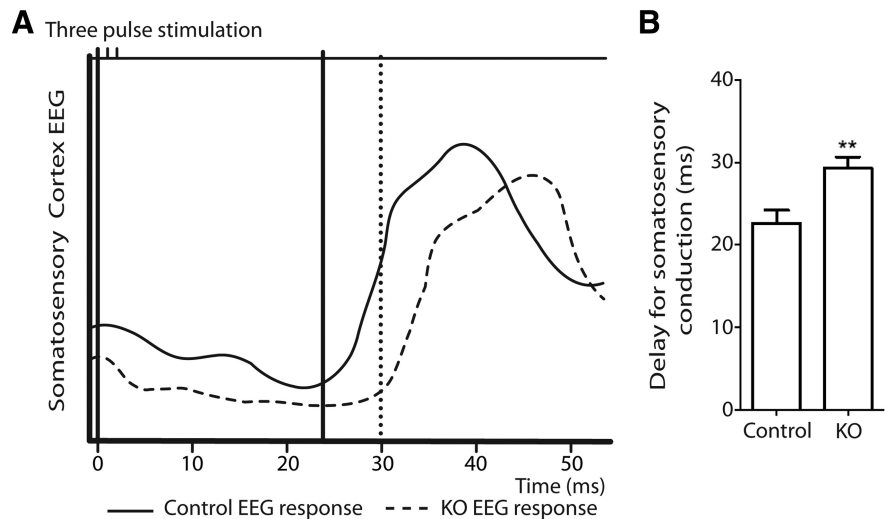 A
Three pulse stimulation
Somatosensory Cortex EEG
0 10 20 30 40 50
Time (ms)
Control EEG response KO EEG response
B
Delay for somatosensory
conduction (ms)
40
30
20
10
0
**
Control KO